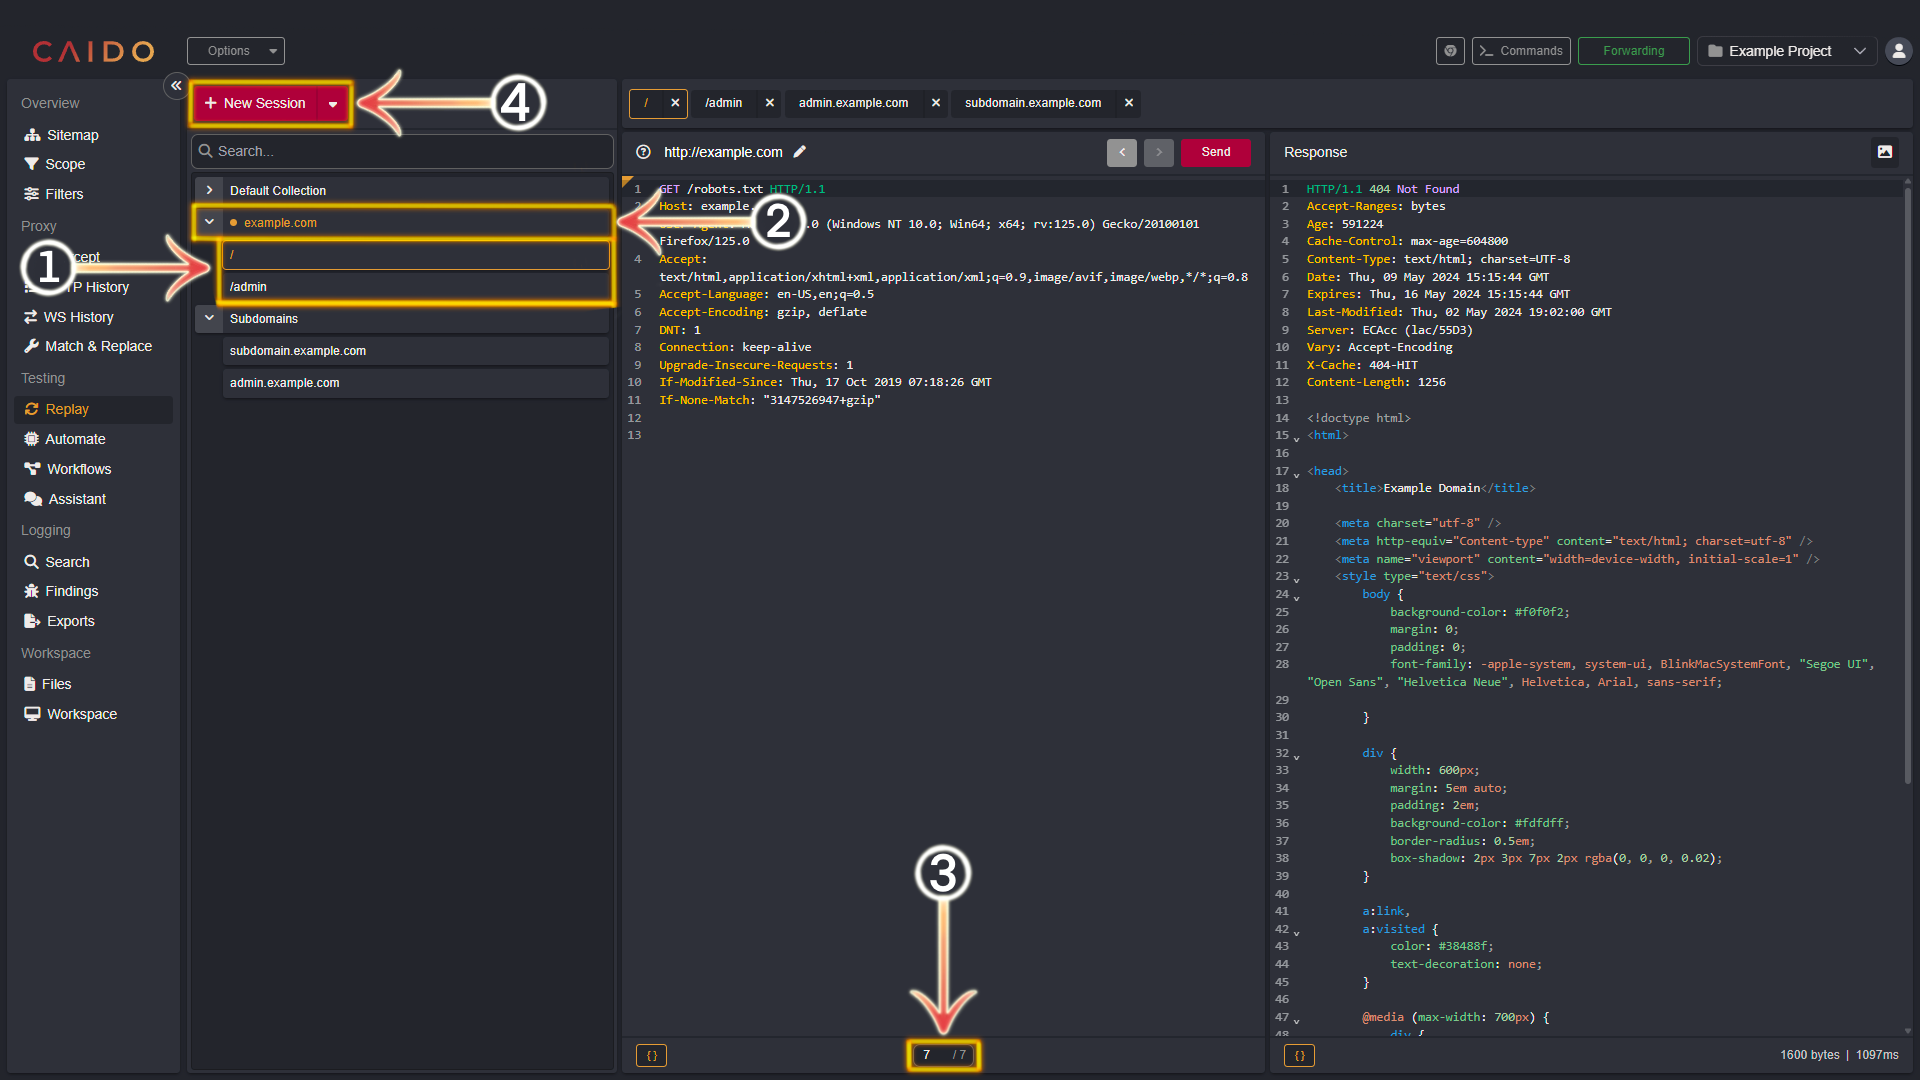 CAIDO
Options
Commands
Forwarding
Example Project
Overview
Sitemap
Scope
Filters
Proxy
HTTP History
WS History
Match & Replace
Testing
Replay
Automate
Workflows
Assistant
Logging
Search
Findings
Exports
Workspace
Files
Workspace
+ New Session
4
Search...
Default Collection
example.com
2
1
/
/admin
Subdomains
subdomain.example.com
admin.example.com
/
/admin
admin.example.com
subdomain.example.com
http://example.com
< > Send
1 GET /robots.txt HTTP/1.1
2 Host: example.
.0 (Windows NT 10.0; Win64; x64; rv:125.0) Gecko/20100101
Firefox/125.0
4 Accept:
text/html,application/xhtml+xml,application/xml;q=0.9,image/avif,image/webp,*/*;q=0.8
5 Accept-Language: en-US,en;q=0.5
6 Accept-Encoding: gzip, deflate
7 DNT: 1
8 Connection: keep-alive
9 Upgrade-Insecure-Requests: 1
10 If-Modified-Since: Thu, 17 Oct 2019 07:18:26 GMT
11 If-None-Match: "3147526947+gzip"
12
13
3
{} 7 / 7
Response
1 HTTP/1.1 404 Not Found
2 Accept-Ranges: bytes
3 Age: 591224
4 Cache-Control: max-age=604800
5 Content-Type: text/html; charset=UTF-8
6 Date: Thu, 09 May 2024 15:15:44 GMT
7 Expires: Thu, 16 May 2024 15:15:44 GMT
8 Last-Modified: Thu, 02 May 2024 19:02:00 GMT
9 Server: ECAcc (lac/55D3)
10 Vary: Accept-Encoding
11 X-Cache: 404-HIT
12 Content-Length: 1256
13
14 <!doctype html>
15 <html>
16
17 <head>
18 <title>Example Domain</title>
19
20 <meta charset="utf-8" />
21 <meta http-equiv="Content-type" content="text/html; charset=utf-8" />
22 <meta name="viewport" content="width=device-width, initial-scale=1" />
23 <style type="text/css">
24 body {
25 background-color: #f0f0f2;
26 margin: 0;
27 padding: 0;
28 font-family: -apple-system, system-ui, BlinkMacSystemFont, "Segoe UI",
"Open Sans", "Helvetica Neue", Helvetica, Arial, sans-serif;
29
30 }
31
32 div {
33 width: 600px;
34 margin: 5em auto;
35 padding: 2em;
36 background-color: #fdfdff;
37 border-radius: 0.5em;
38 box-shadow: 2px 3px 7px 2px rgba(0, 0, 0, 0.02);
39 }
40
41 a:link,
42 a:visited {
43 color: #38488f;
44 text-decoration: none;
45 }
46
47 @media (max-width: 700px) {
48 div {
{} 1600 bytes | 1097ms